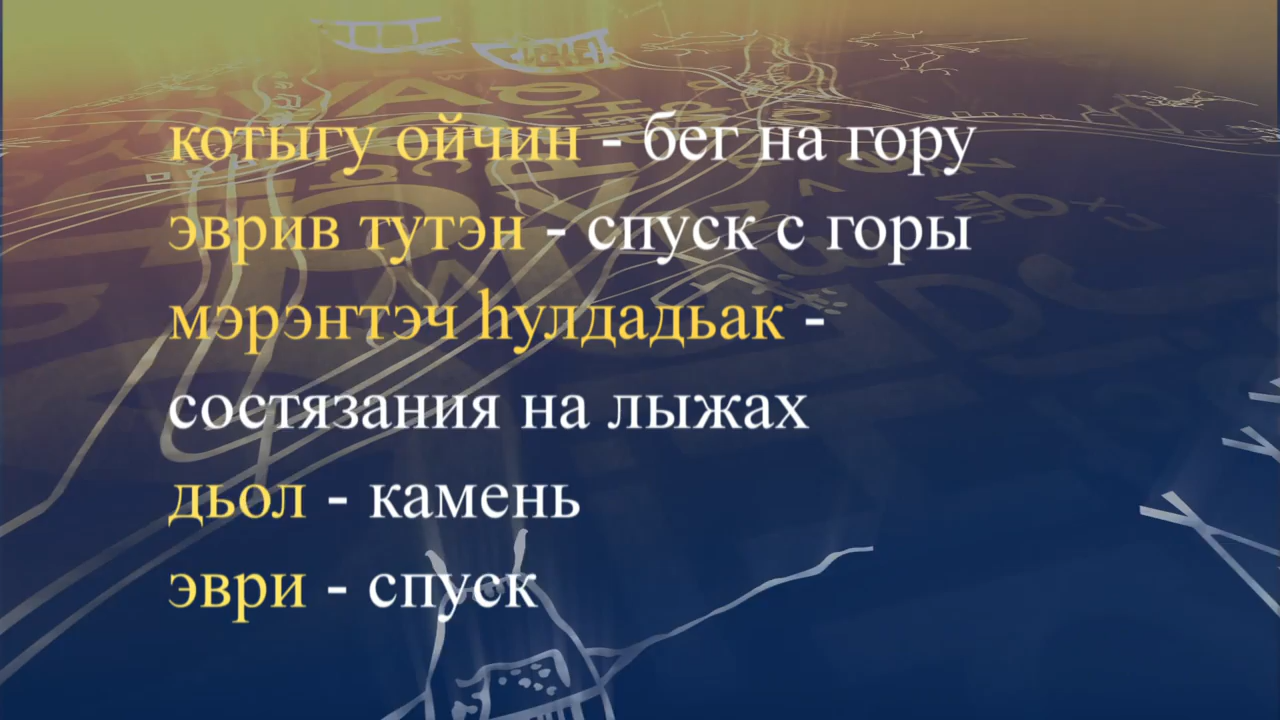 котыгу ойчин - бег на гору
эврив тутэн - спуск с горы
мэрэҥтэч һулдадьак -
состязания на лыжах
дьол - камень
эври - спуск